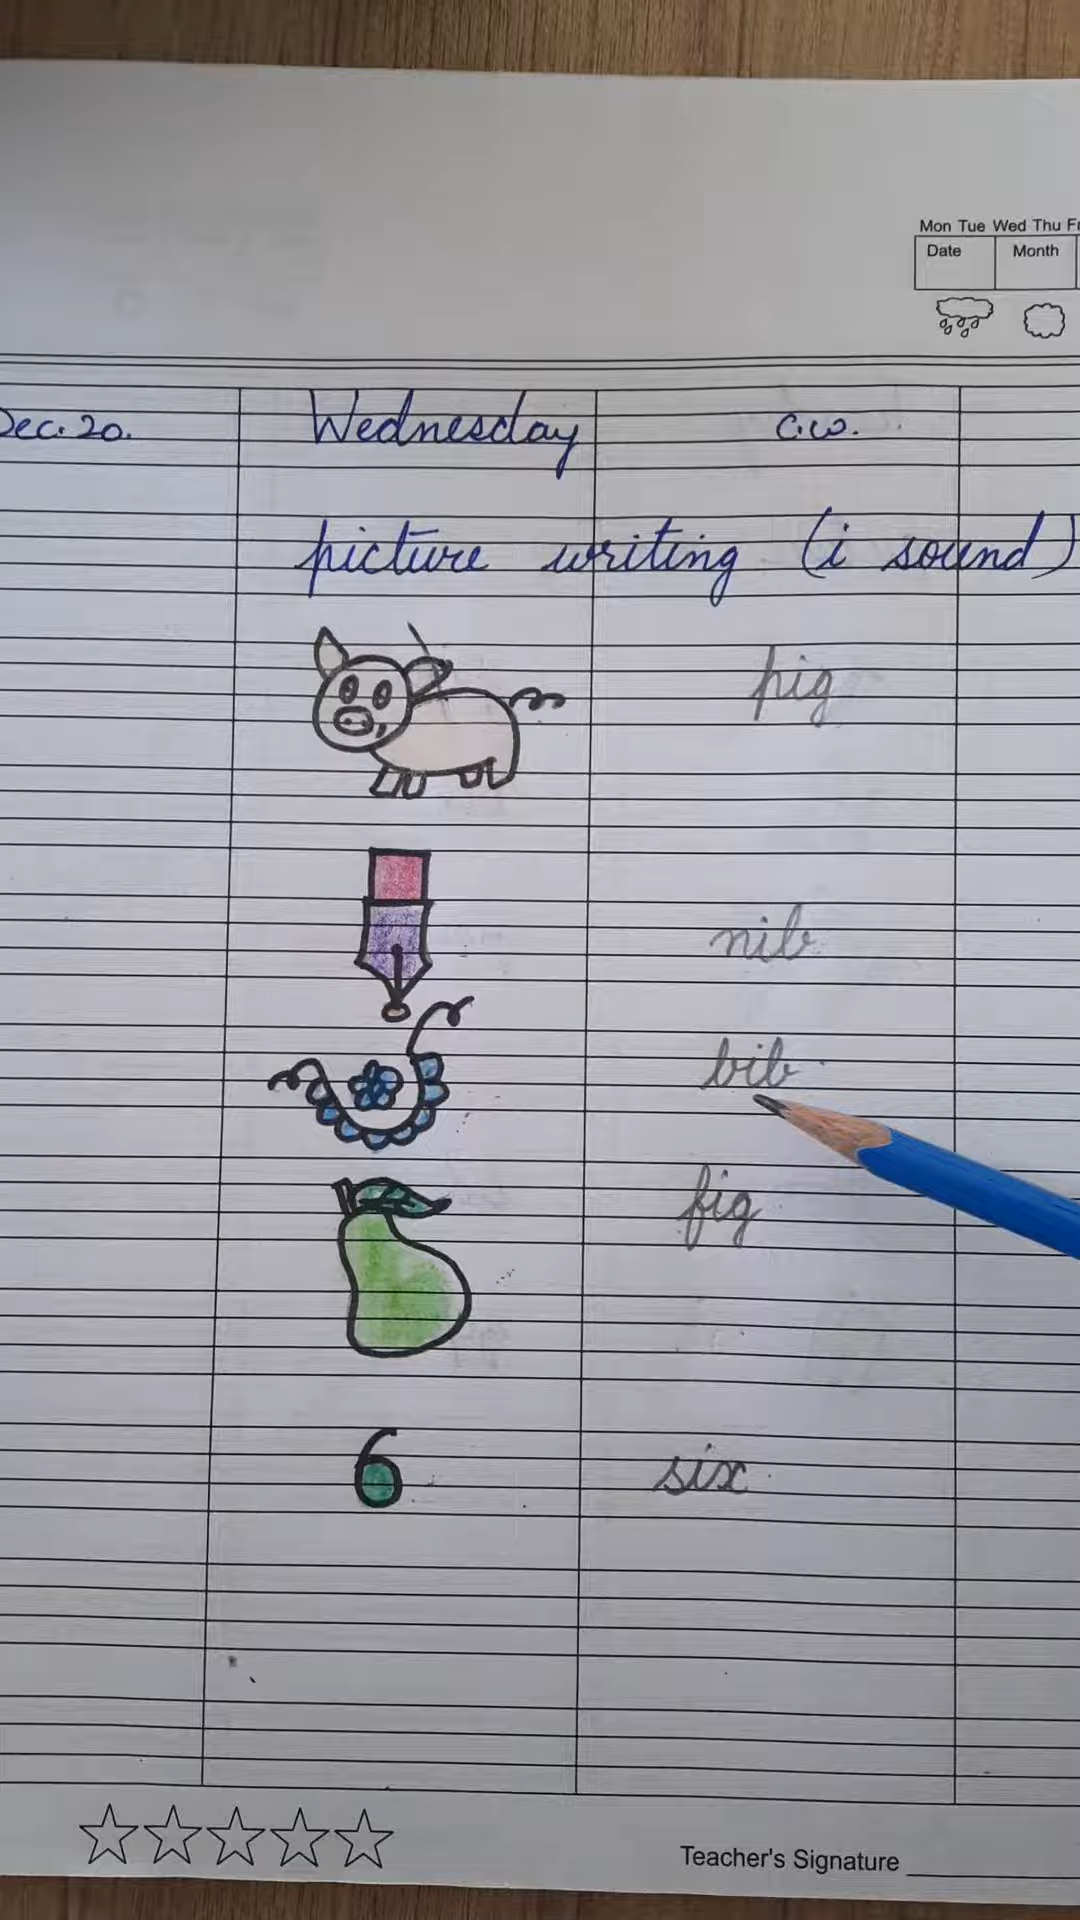 Mon Tue Wed Thu
Date Month
Dec. 20. Wednesday c.w.
picture writing (i sound)
pig
nib
bib
fig
6 six
Teacher's Signature